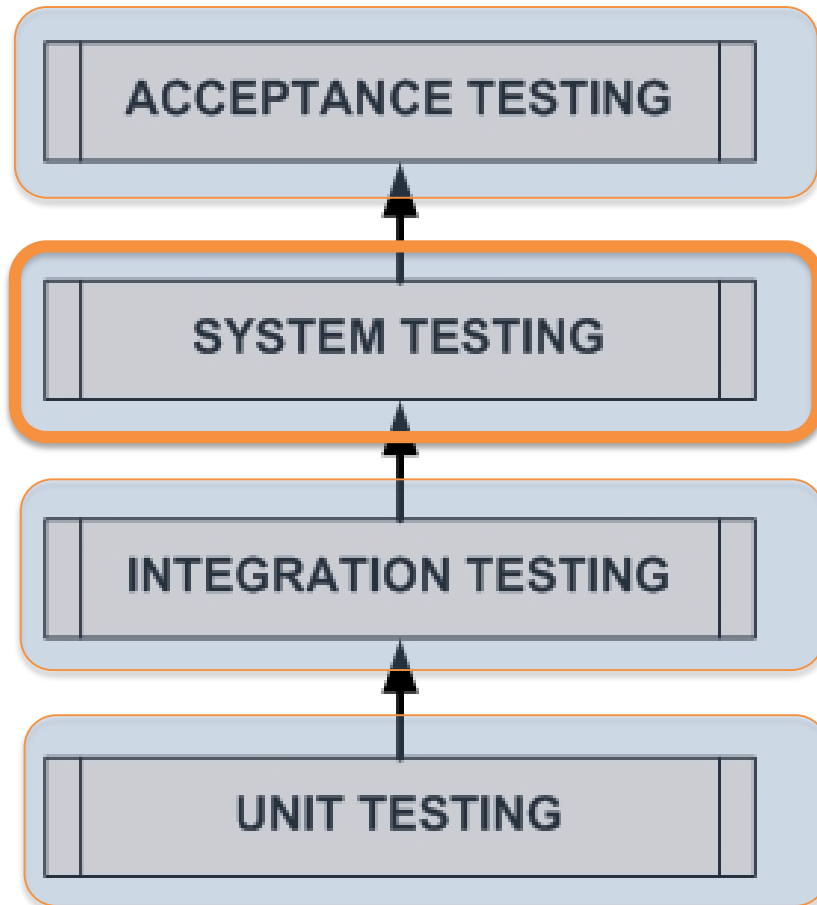 ACCEPTANCE TESTING
SYSTEM TESTING
INTEGRATION TESTING
UNIT TESTING